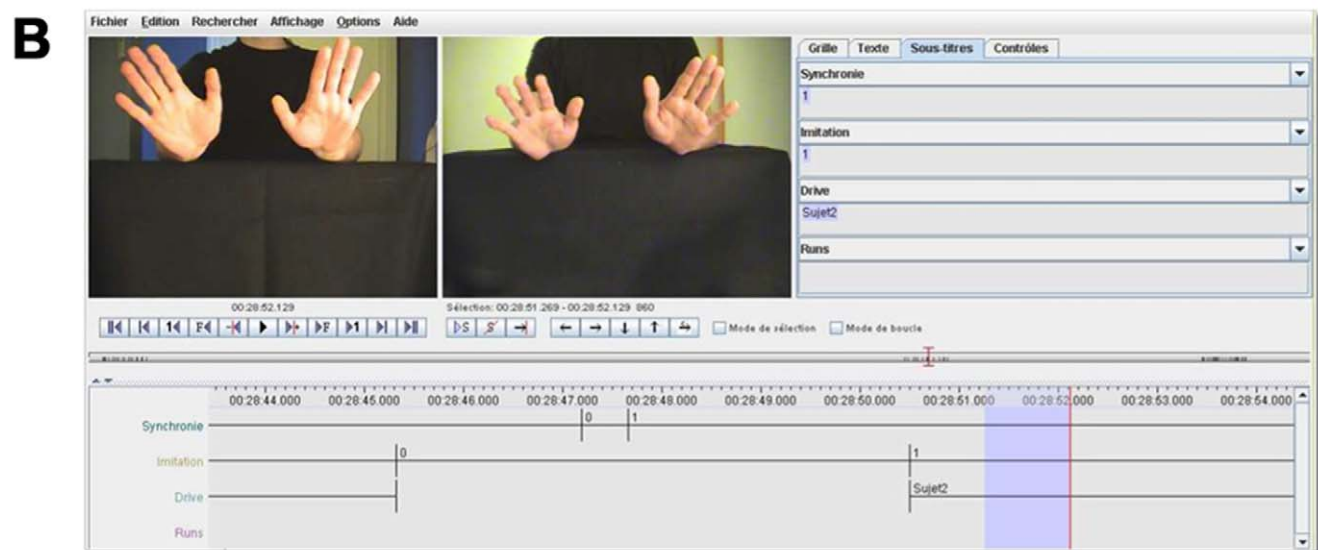 B
Fichier Edition Rechercher Affichage Options Aide
Grille Texte Sous-titres Contrôles
Synchronie
1
Imitation
1
Drive
Sujet2
Runs
00:28:52.129
Sélection: 00:28:51.269 - 00:28:52.129 860
1 F F 1 S S Mode de sélection Mode de boucle
00:28:44.000 00:28:45.000 00:28:46.000 00:28:47.000 00:28:48.000 00:28:49.000 00:28:50.000 00:28:51.000 00:28:52.000 00:28:53.000 00:28:54.000
Synchronie 0 1
Imitation 0 1
Drive Sujet2
Runs